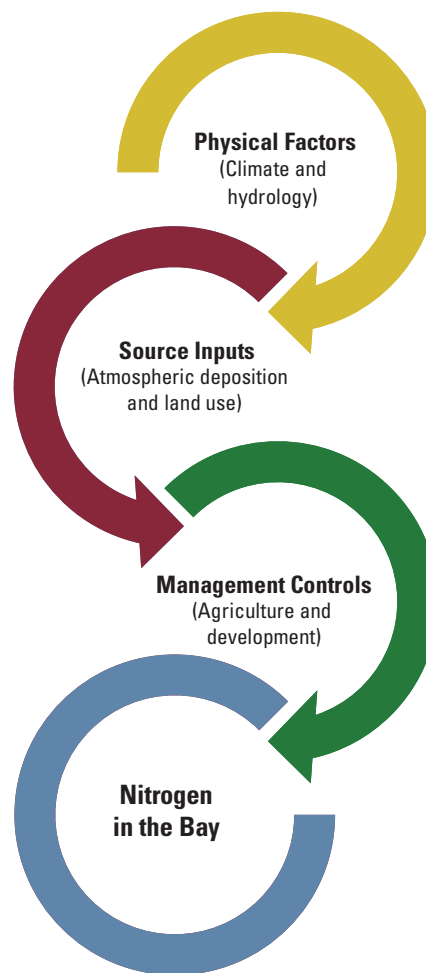 Physical Factors
(Climate and
hydrology)
Source Inputs
(Atmospheric deposition
and land use)
Management Controls
(Agriculture and
development)
Nitrogen
in the Bay